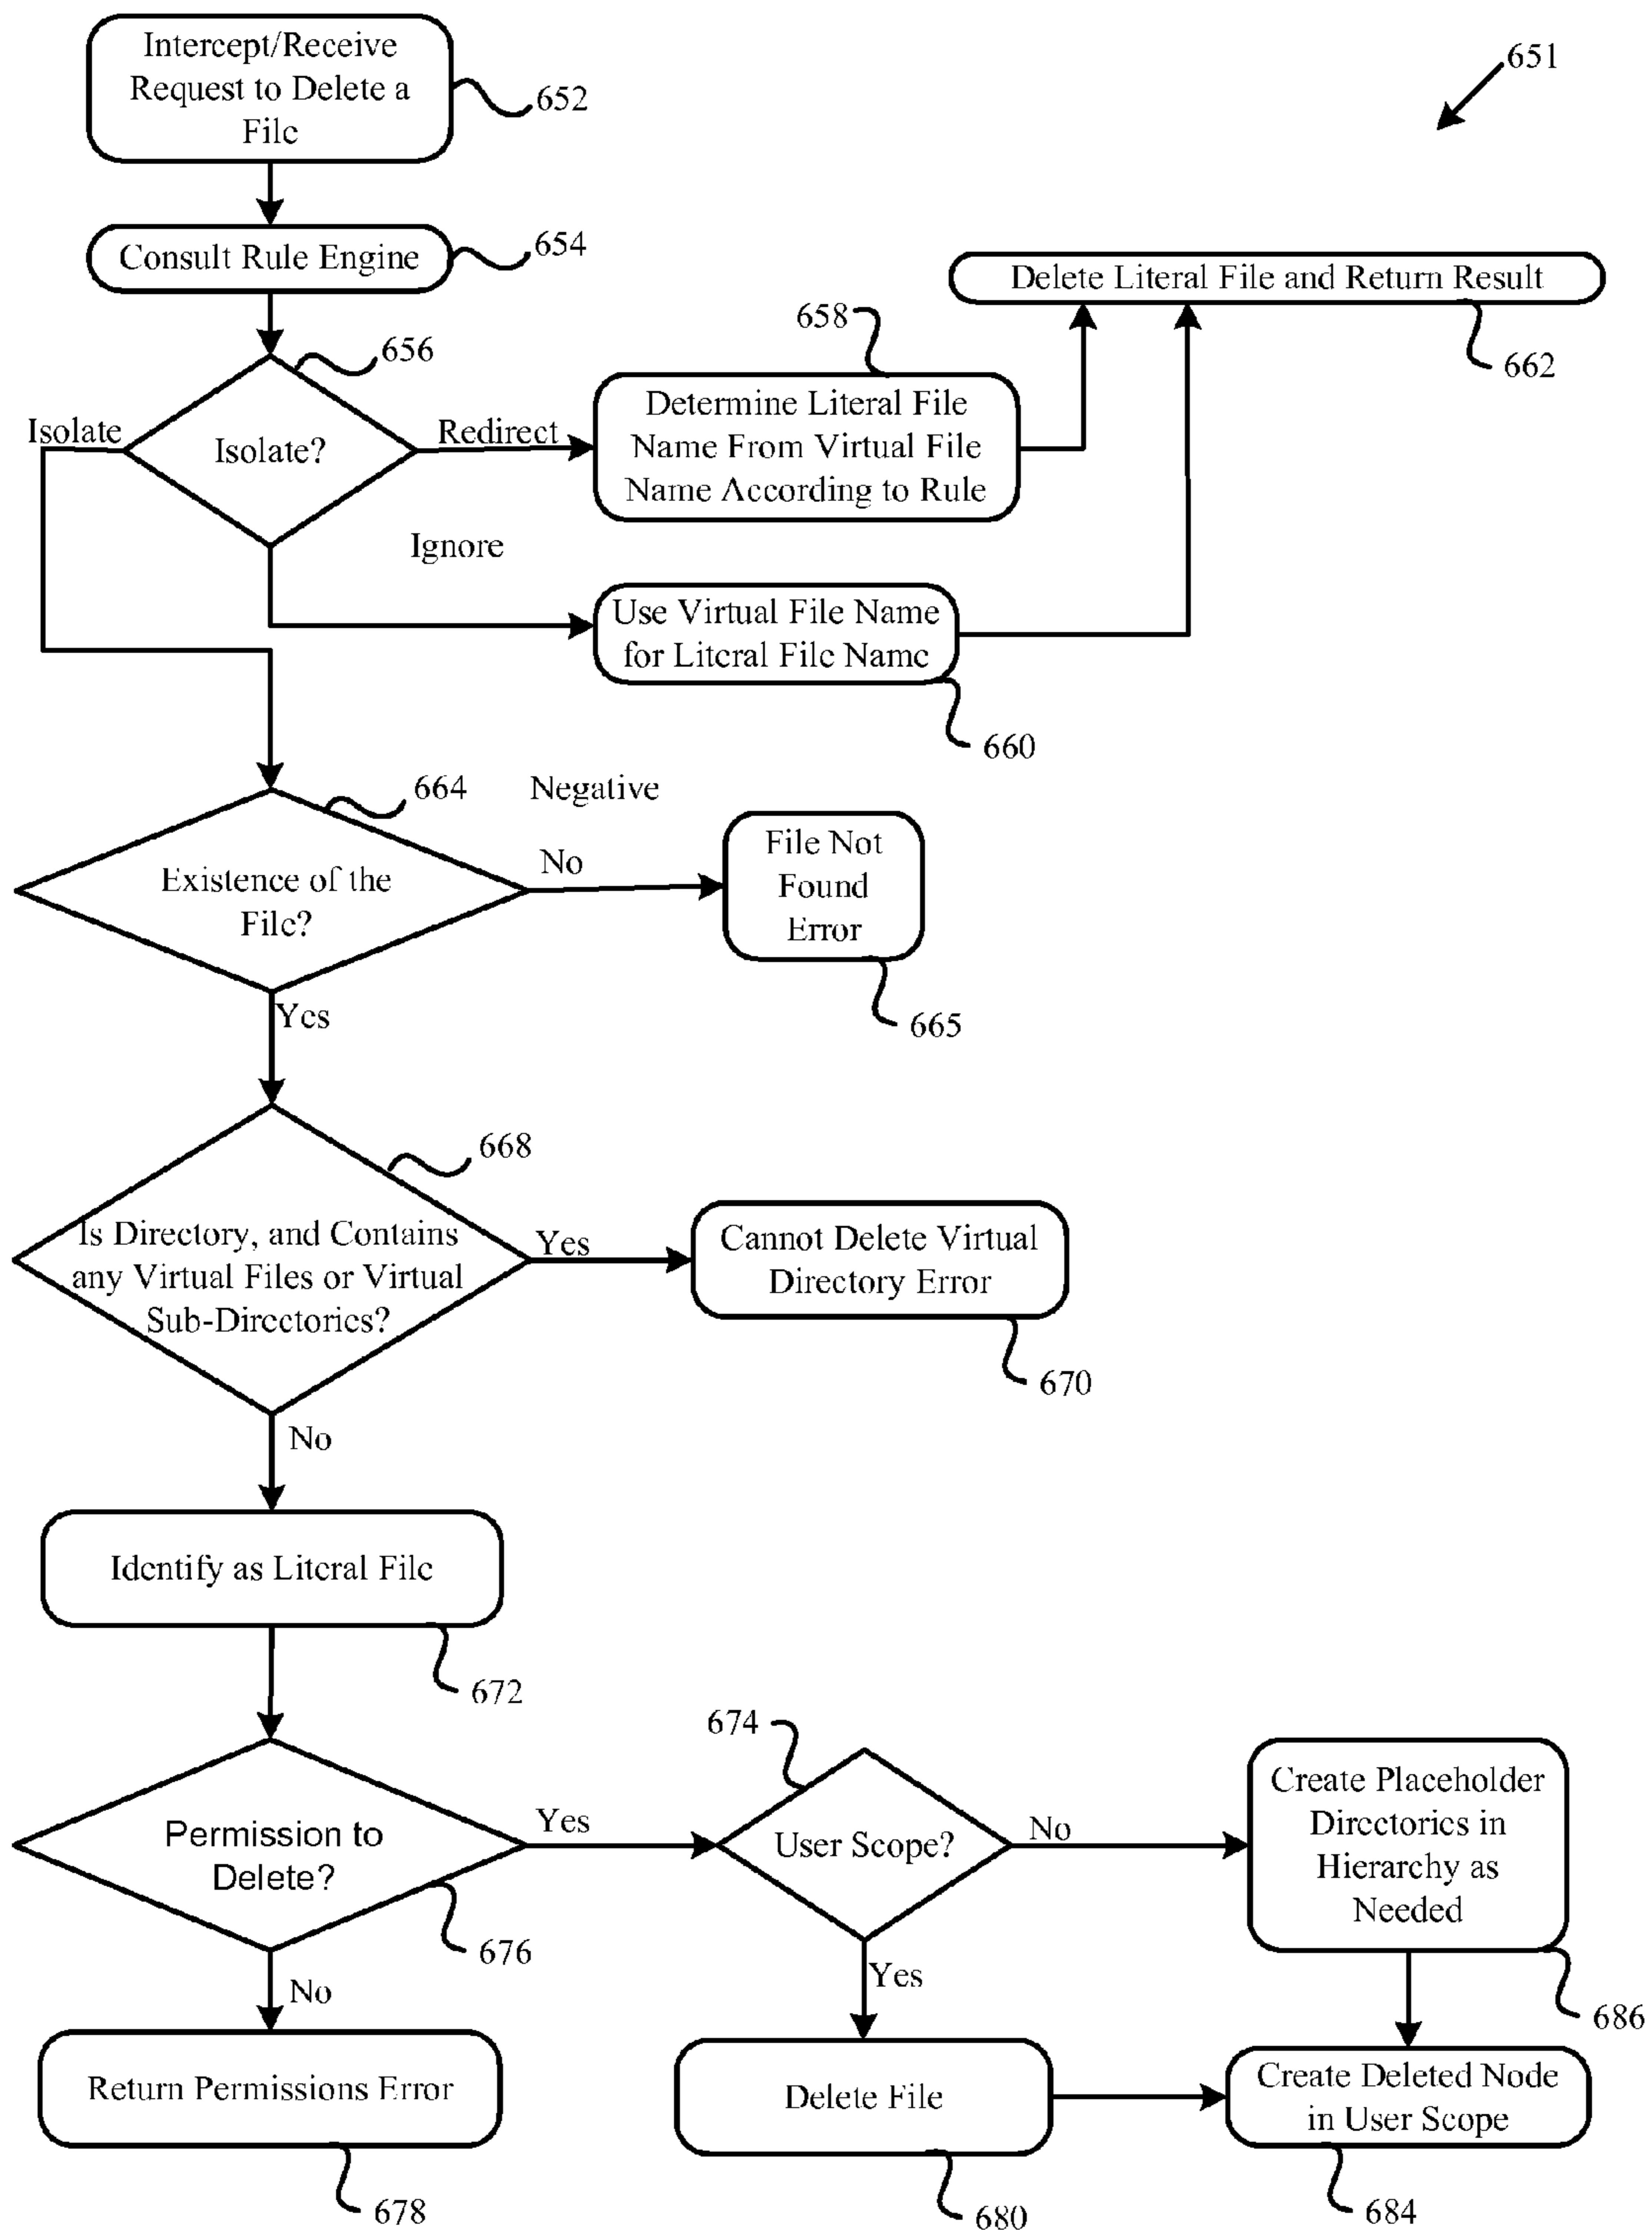 Intercept/Receive
Request to Delete a
File
652
651
Consult Rule Engine
654
Delete Literal File and Return Result
662
656
Isolate
Isolate?
Redirect
658
Determine Literal File
Name From Virtual File
Name According to Rule
Ignore
Use Virtual File Name
for Literal File Name
660
664
Negative
Existence of the
File?
No
File Not
Found
Error
665
Yes
668
Is Directory, and Contains
any Virtual Files or Virtual
Sub-Directories?
Yes
Cannot Delete Virtual
Directory Error
670
No
Identify as Literal File
672
Permission to
Delete?
676
Yes
674
User Scope?
No
Create Placeholder
Directories in
Hierarchy as
Needed
686
No
Return Permissions Error
678
Yes
Delete File
680
Create Deleted Node
in User Scope
684